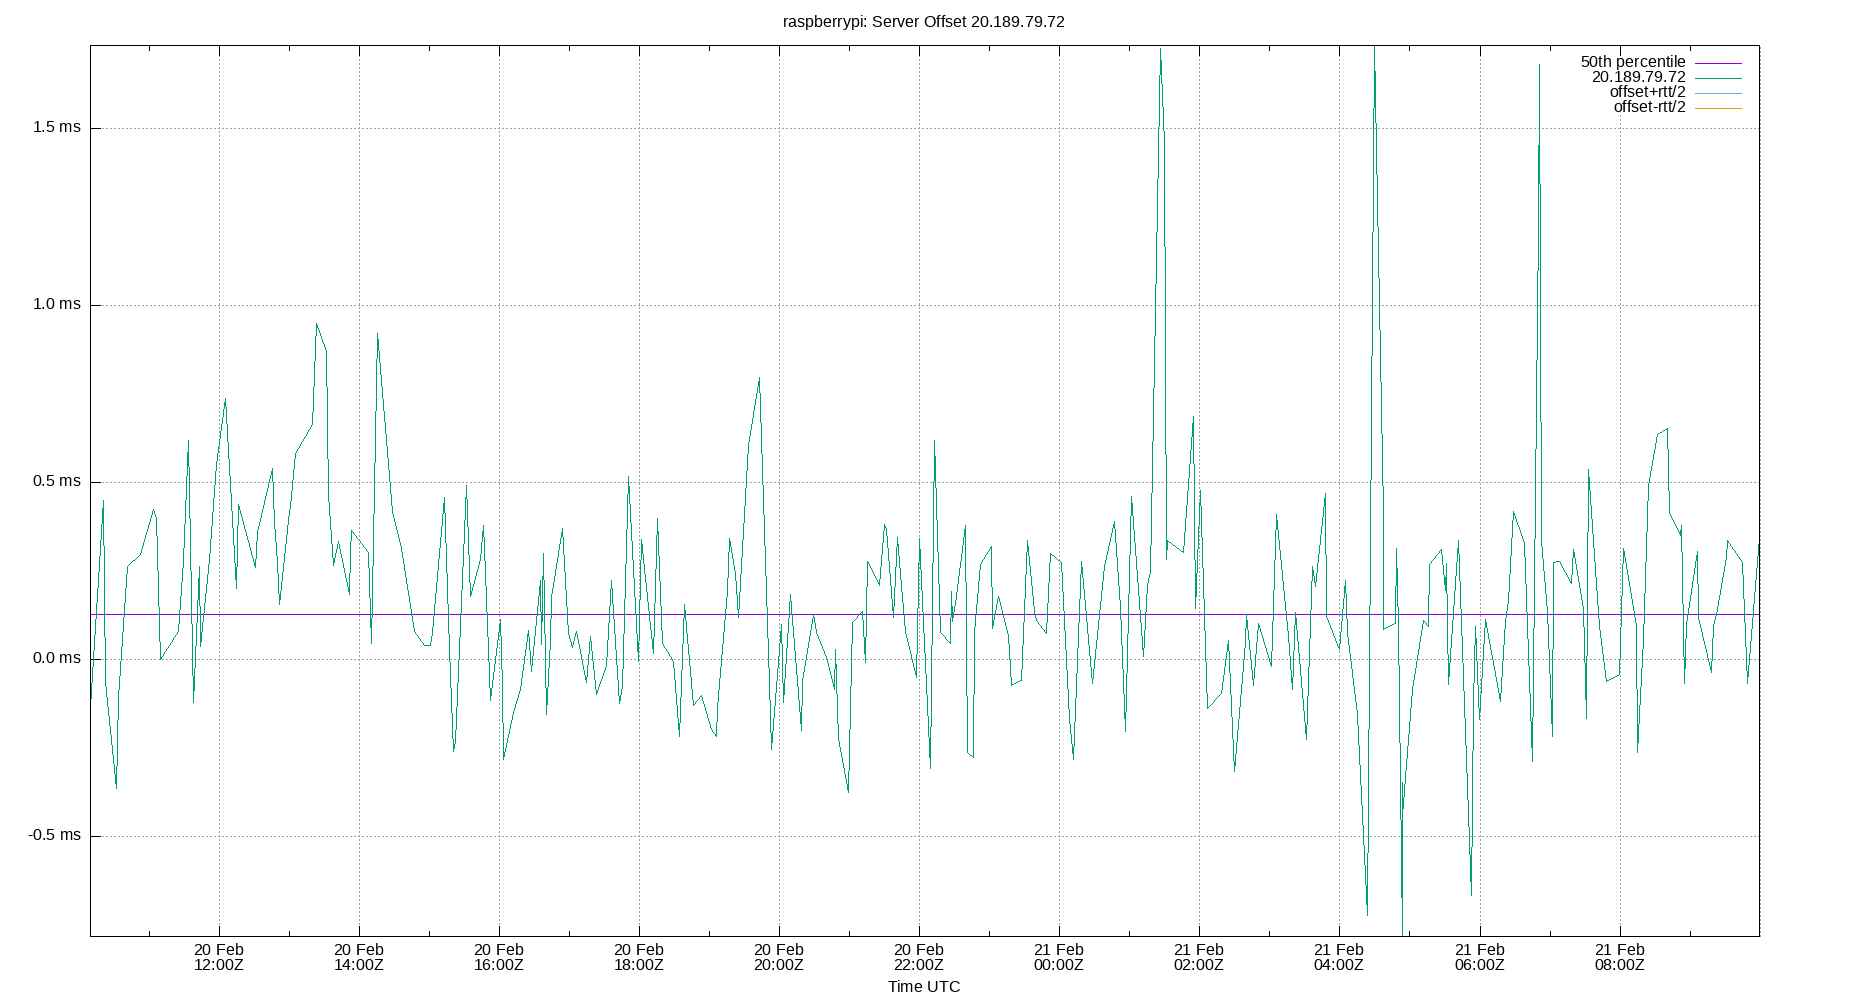 raspberrypi: Server Offset 20.189.79.72
50th percentile
20.189.79.72
offset+rtt/2
offset-rtt/2
1.5 ms
1.0 ms
0.5 ms
0.0 ms
-0.5 ms
20 Feb 20 Feb 20 Feb 20 Feb 20 Feb 20 Feb 21 Feb 21 Feb 21 Feb 21 Feb 21 Feb
12:00Z 14:00Z 16:00Z 18:00Z 20:00Z 22:00Z 00:00Z 02:00Z 04:00Z 06:00Z 08:00Z
Time UTC